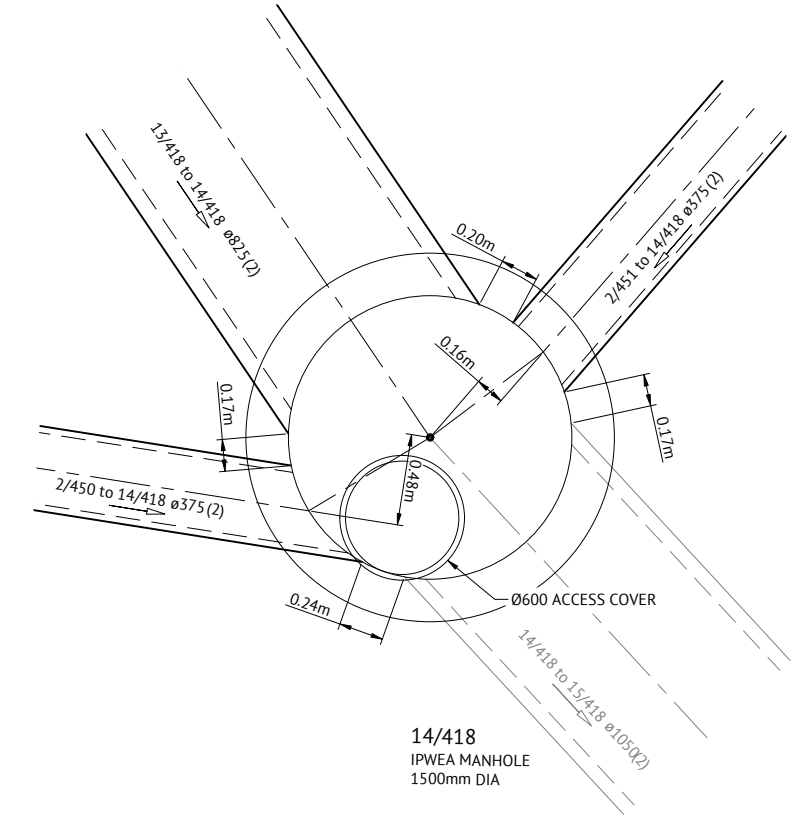 13/418 to 14/418 ø825(2)
2/451 to 14/418 ø375(2)
0.20m
0.16m
0.17m
0.17m
0.48m
2/450 to 14/418 ø375(2)
0.24m
Ø600 ACCESS COVER
14/418 to 15/418 ø1050(2)
14/418
IPWEA MANHOLE
1500mm DIA